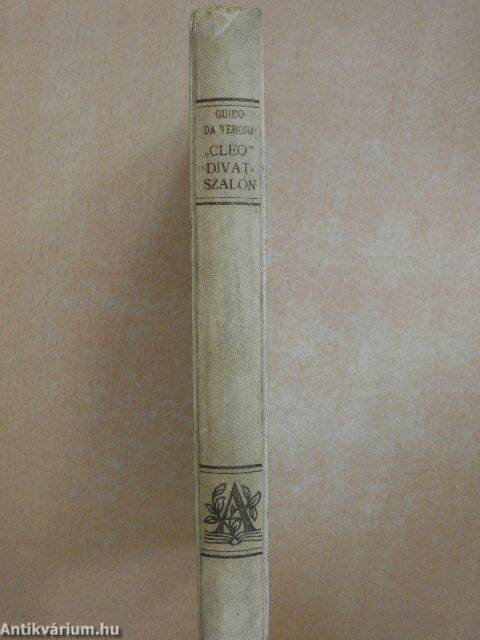 GUIDO
DA VERONA
„CLEO”
DIVAT-
SZALON
A
Antikvárium.hu